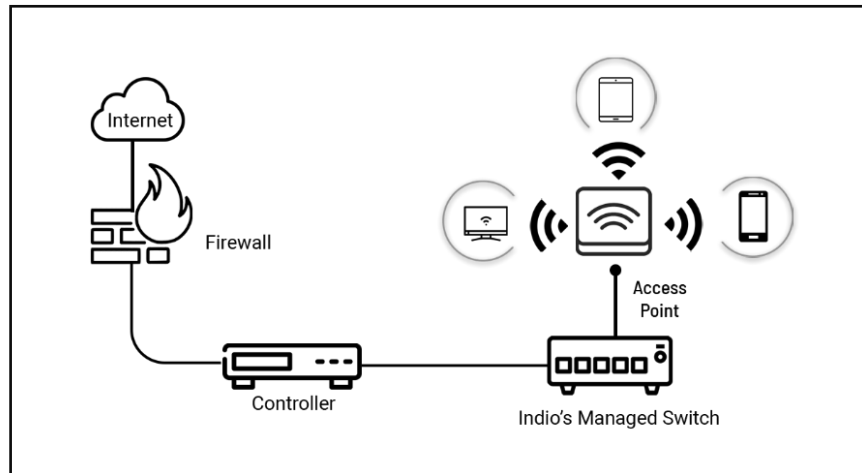 Internet
Firewall
Access
Point
Controller
Indio's Managed Switch